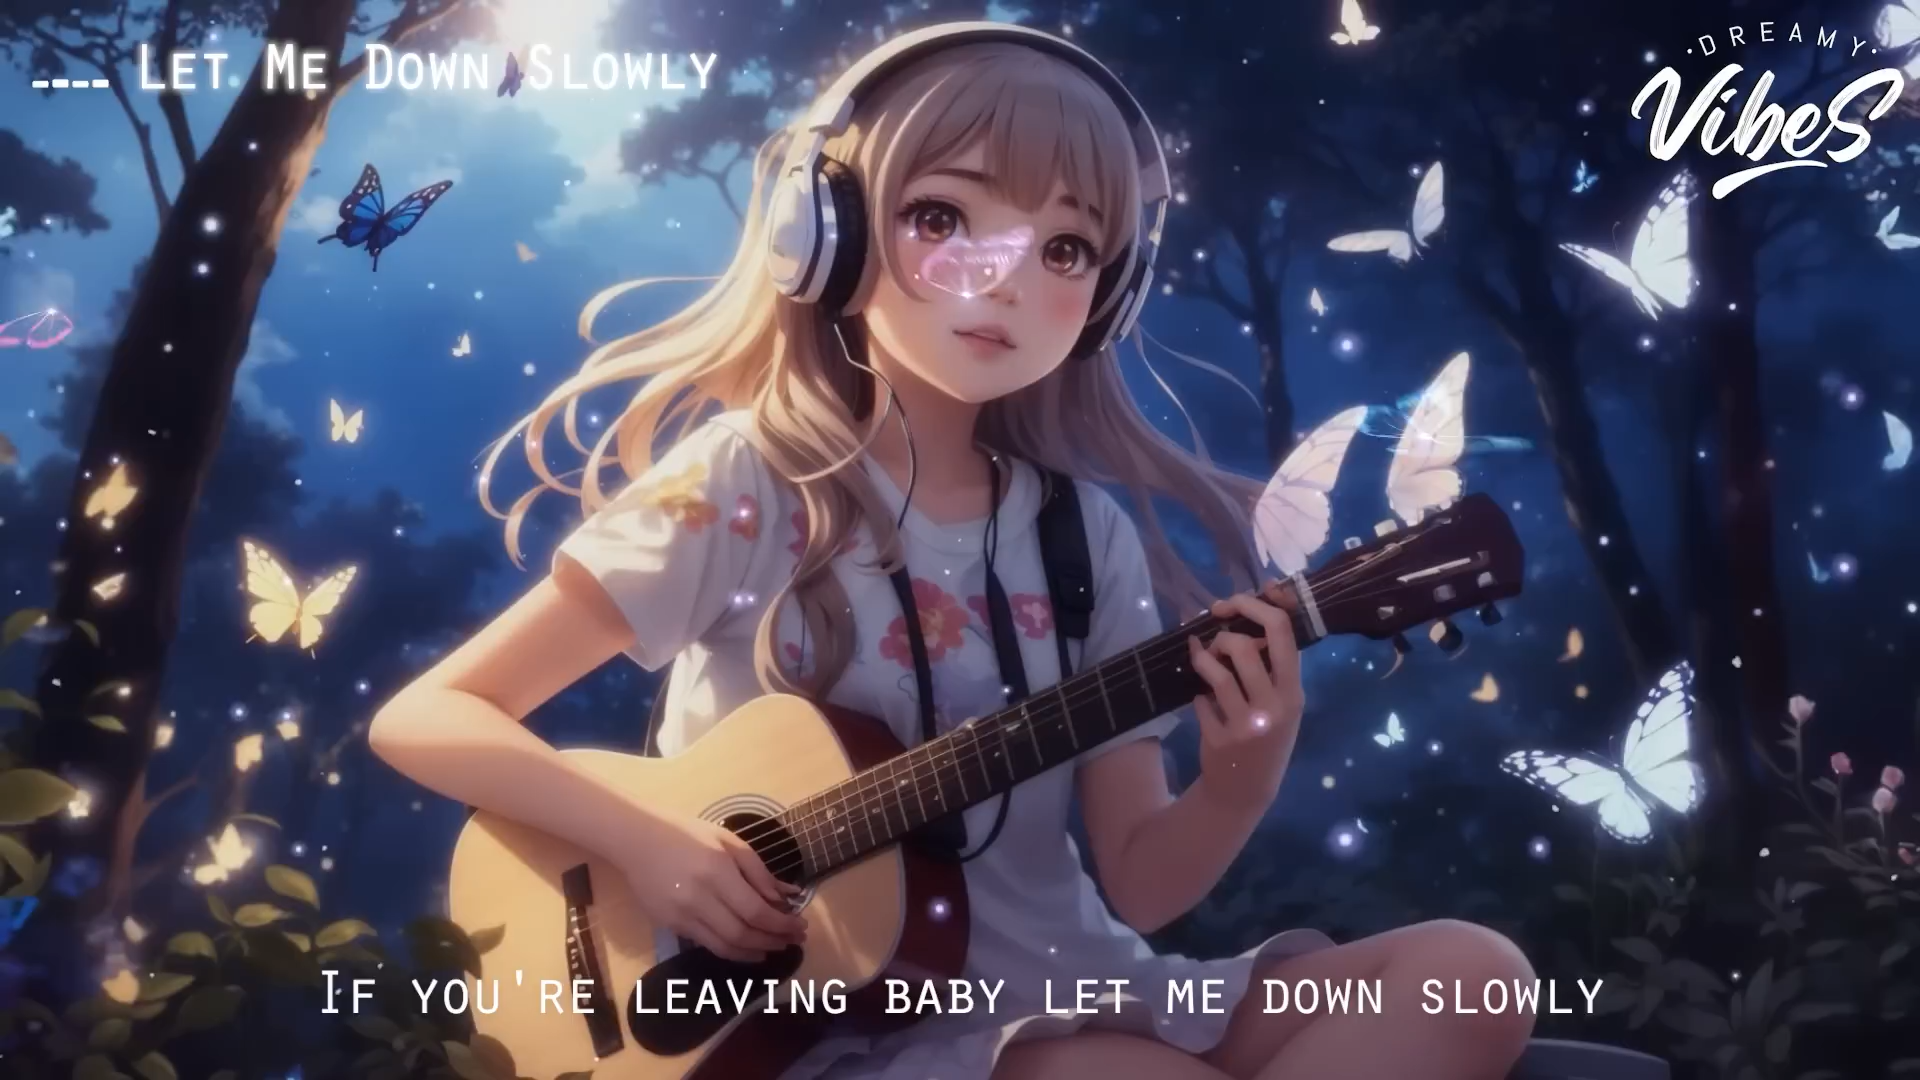 ---- Let Me Down Slowly
·DREAMY·
Vibes
If you're leaving baby let me down slowly